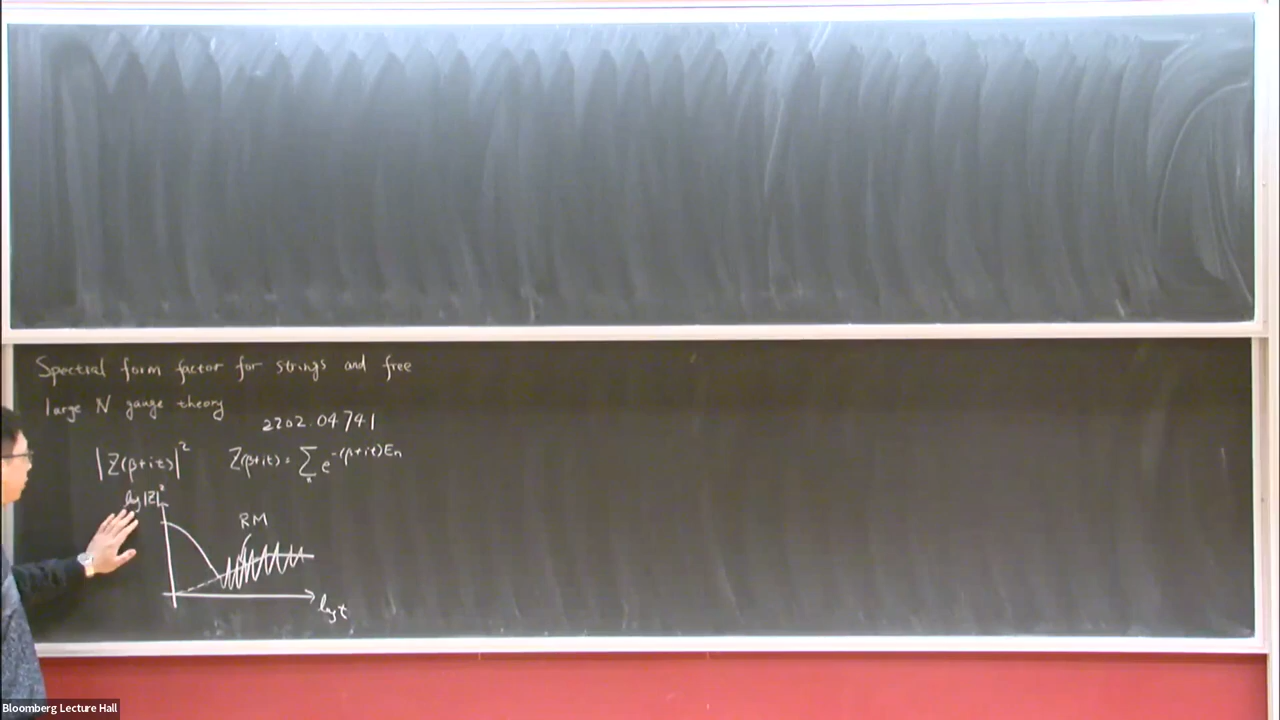 Spectral form factor for strings and free
large N gauge theory
2202.04741
|Z(β+it)|² Z(β+it) = ∑ₙ e^{-(β+it)Eₙ}
log|Z|²
RM
log t
Bloomberg Lecture Hall